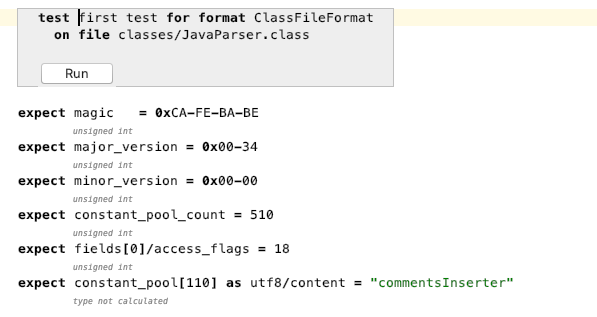 test first test for format ClassFileFormat
on file classes/JavaParser.class
Run
expect magic = 0xCA-FE-BA-BE
unsigned int
expect major_version = 0x00-34
unsigned int
expect minor_version = 0x00-00
unsigned int
expect constant_pool_count = 510
unsigned int
expect fields[0]/access_flags = 18
unsigned int
expect constant_pool[110] as utf8/content = "commentsInserter"
type not calculated